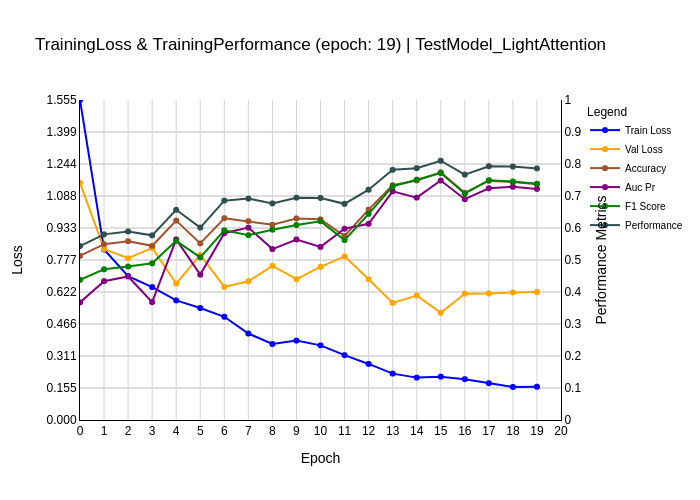 TrainingLoss & TrainingPerformance (epoch: 19) | TestModel_LightAttention
1.555
1.399
1.244
1.088
0.933
0.777
0.622
0.466
0.311
0.155
0.000
Loss
0 1 2 3 4 5 6 7 8 9 10 11 12 13 14 15 16 17 18 19 20
Epoch
1
0.9
0.8
0.7
0.6
0.5
0.4
0.3
0.2
0.1
0
Performance Metrics
Legend
Train Loss
Val Loss
Accuracy
Auc Pr
F1 Score
Performance